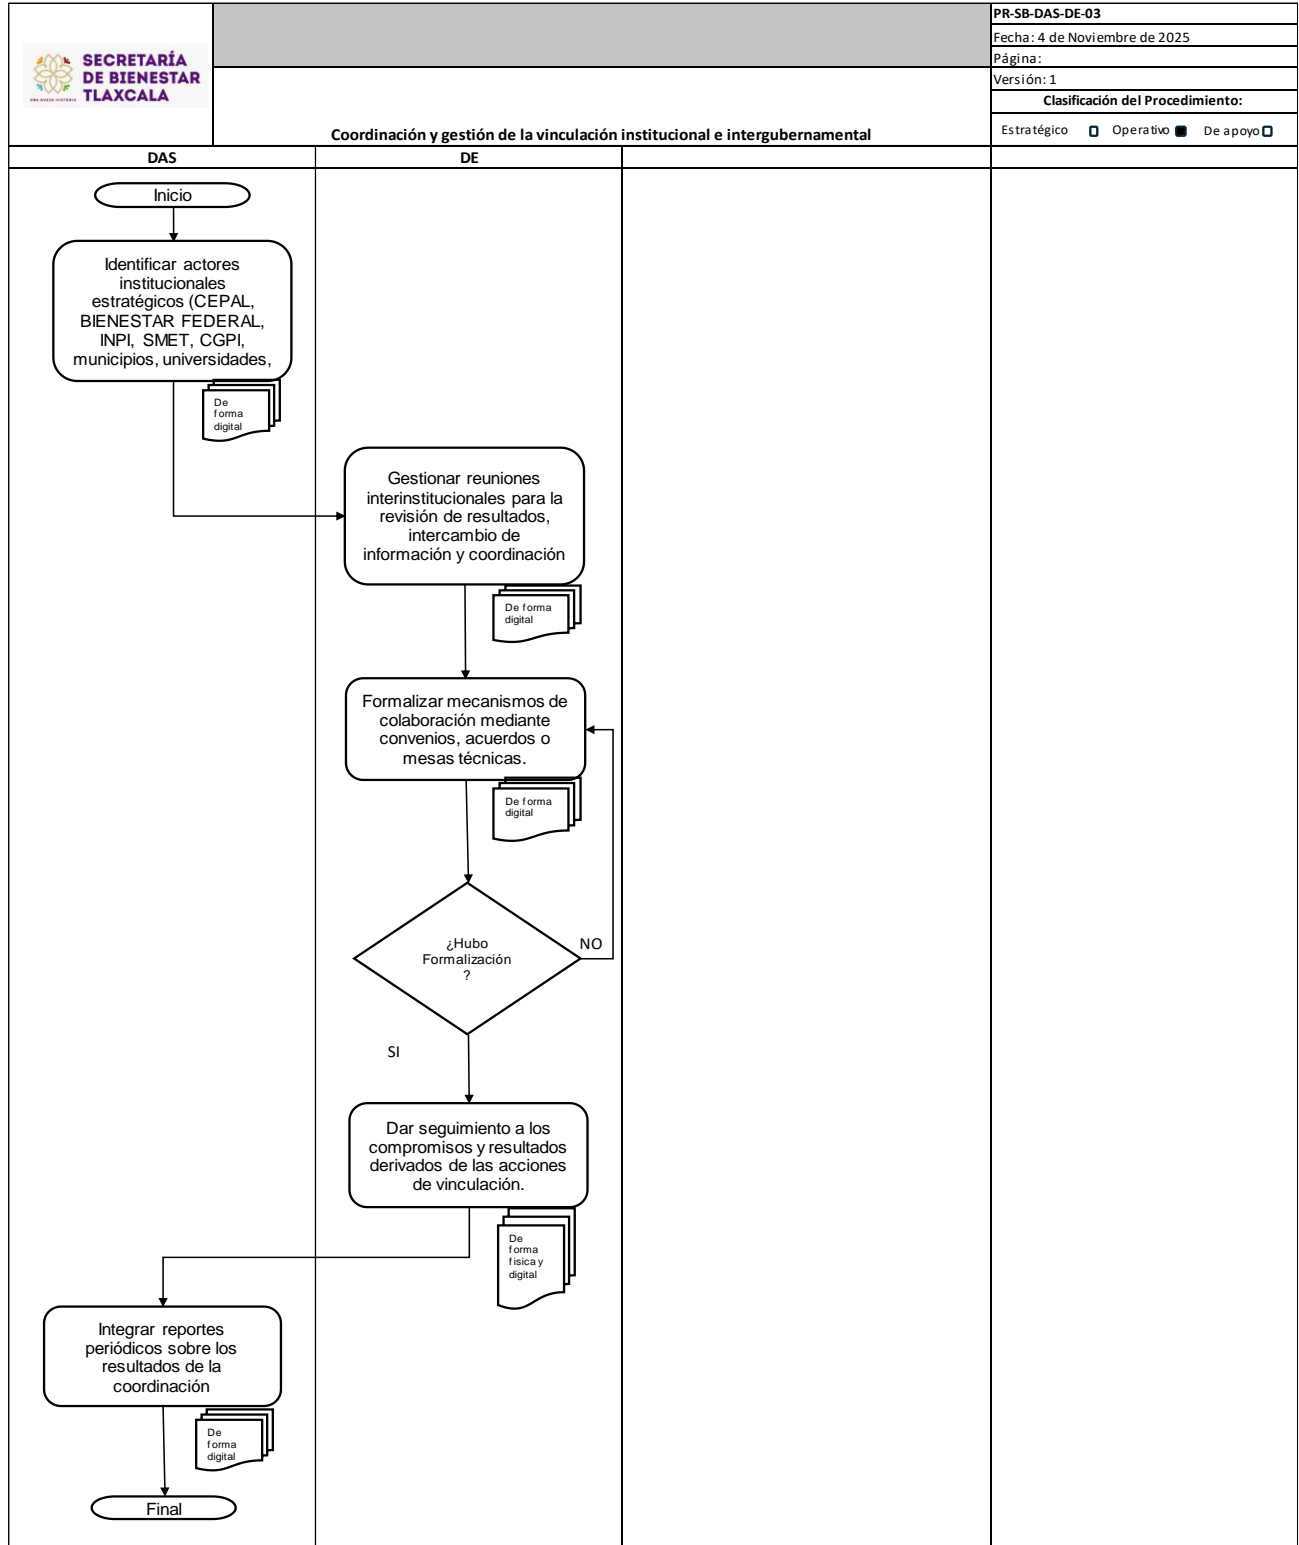 SECRETARÍA
DE BIENESTAR
TLAXCALA
PR-SB-DAS-DE-03
Fecha: 4 de Noviembre de 2025
Página:
Versión: 1
Clasificación del Procedimiento:
Estratégico Operativo De apoyo
Coordinación y gestión de la vinculación institucional e intergubernamental
DAS
DE
Inicio
Identificar actores
institucionales
estratégicos (CEPAL,
BIENESTAR FEDERAL,
INPI, SMET, CGPI,
municipios, universidades,
De
forma
digital
Gestionar reuniones
interinstitucionales para la
revisión de resultados,
intercambio de
información y coordinación
De forma
digital
Formalizar mecanismos de
colaboración mediante
convenios, acuerdos o
mesas técnicas.
De forma
digital
¿Hubo
Formalización
?
NO
SI
Dar seguimiento a los
compromisos y resultados
derivados de las acciones
de vinculación.
De
forma
fisica y
digital
Integrar reportes
periódicos sobre los
resultados de la
coordinación
De
forma
digital
Final